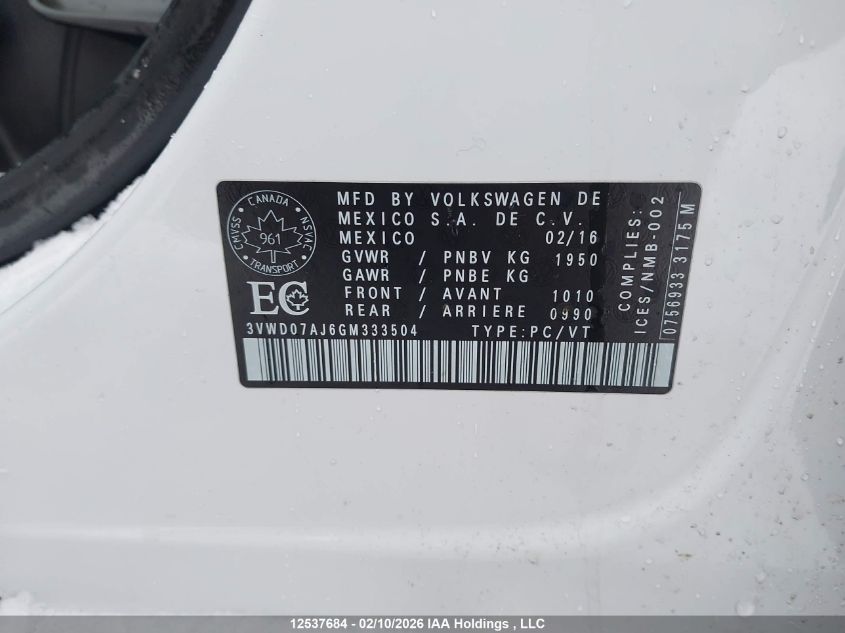 MFD BY VOLKSWAGEN DE
MEXICO S.A. DE C.V.
MEXICO 02/16
GVWR / PNBV KG 1950
GAWR / PNBE KG
FRONT / AVANT 1010
REAR / ARRIERE 0990
3VWD07AJ6GM333504 TYPE:PC/VT
CANADA
CMVSS
NSVAC
961
TRANSPORT
EC
COMPLIES:
ICES/NMB-002
0756933 3175 M
12537684 - 02/10/2026 IAA Holdings , LLC